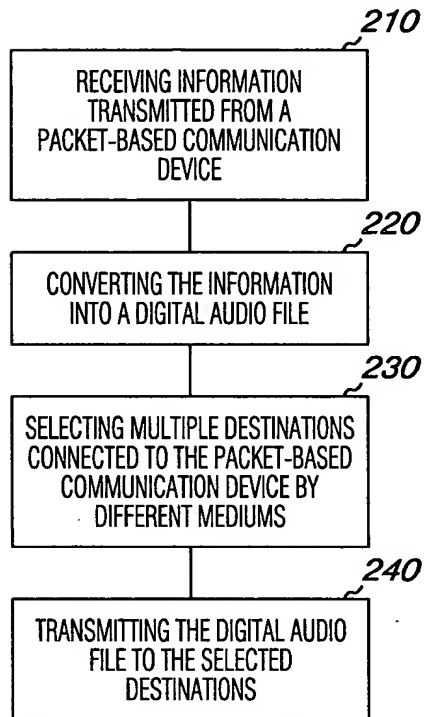 210
RECEIVING INFORMATION
TRANSMITTED FROM A
PACKET-BASED COMMUNICATION
DEVICE
220
CONVERTING THE INFORMATION
INTO A DIGITAL AUDIO FILE
230
SELECTING MULTIPLE DESTINATIONS
CONNECTED TO THE PACKET-BASED
COMMUNICATION DEVICE BY
DIFFERENT MEDIUMS
240
TRANSMITTING THE DIGITAL AUDIO
FILE TO THE SELECTED
DESTINATIONS